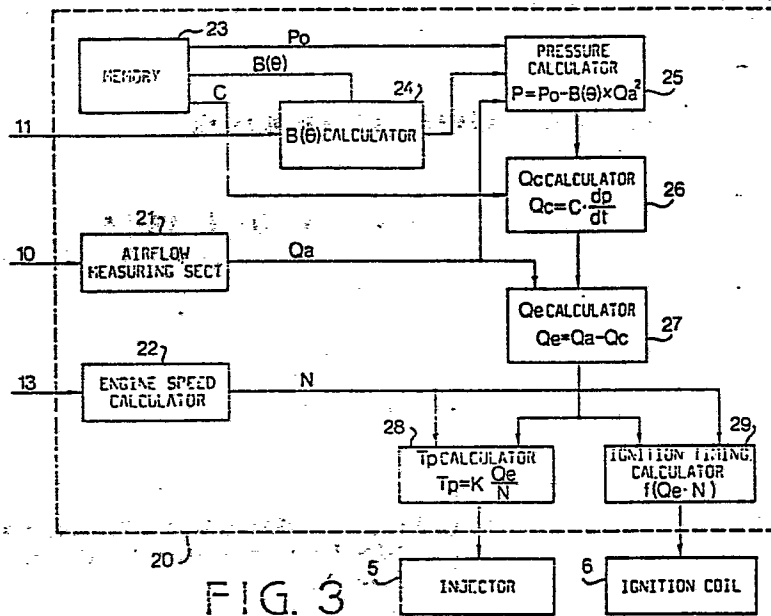 23
MEMORY
Po
B(θ)
C
24
B(θ) CALCULATOR
PRESSURE
CALCULATOR
P=Po-B(θ)×Qa²
25
11
Qc CALCULATOR
Qc=C·dp/dt
26
21
10
AIRFLOW
MEASURING SECT
Qa
Qe CALCULATOR
Qe=Qa-Qc
27
22
13
ENGINE SPEED
CALCULATOR
N
28
Tp CALCULATOR
Tp=K Qe/N
29
IGNITION TIMING
CALCULATOR
f(Qe·N)
20
5
INJECTOR
6
IGNITION COIL
FIG. 3